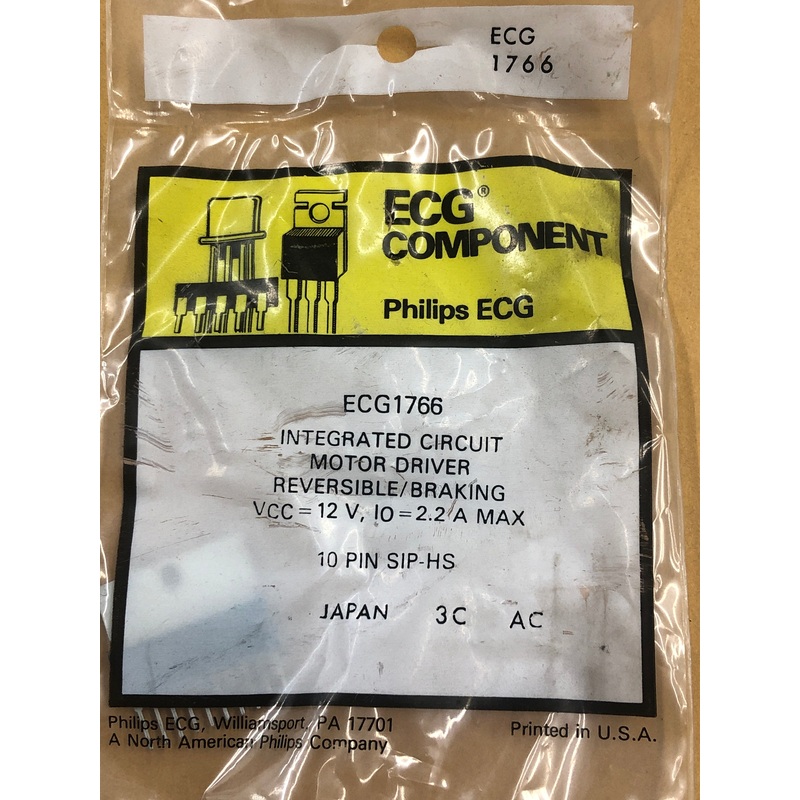 ECG
1766
ECG®
COMPONENT
Philips ECG
ECG1766
INTEGRATED CIRCUIT
MOTOR DRIVER
REVERSIBLE/BRAKING
VCC = 12 V, IO = 2.2 A MAX
10 PIN SIP-HS
JAPAN 3C AC
Philips ECG, Williamsport, PA 17701
A North American Philips Company
Printed in U.S.A.